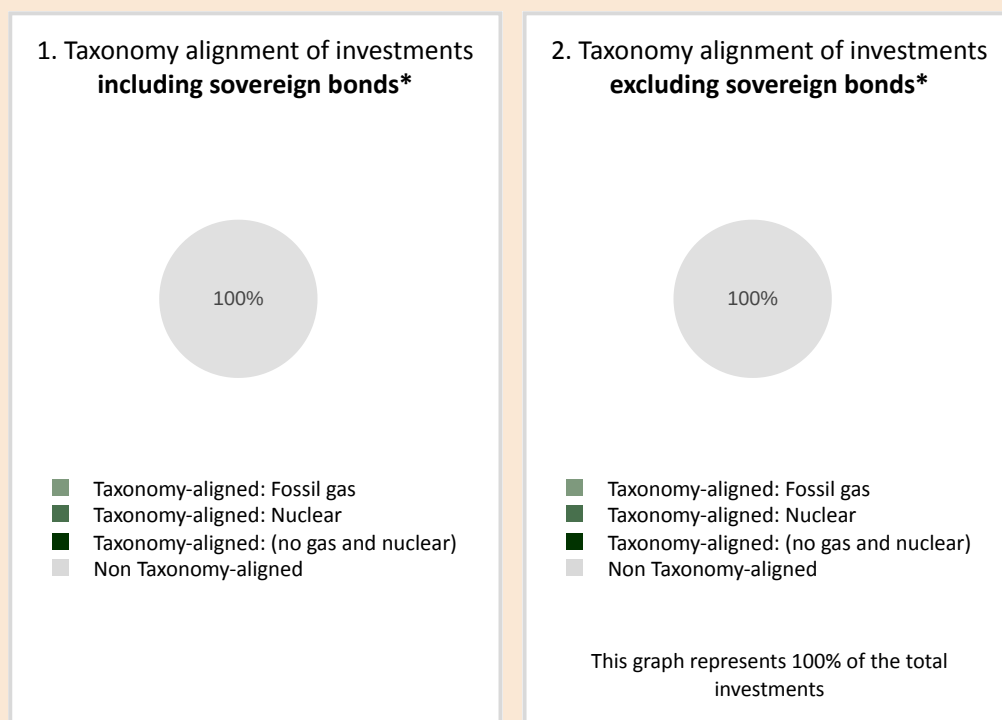 1. Taxonomy alignment of investments
including sovereign bonds*
100%
Taxonomy-aligned: Fossil gas
Taxonomy-aligned: Nuclear
Taxonomy-aligned: (no gas and nuclear)
Non Taxonomy-aligned
2. Taxonomy alignment of investments
excluding sovereign bonds*
100%
Taxonomy-aligned: Fossil gas
Taxonomy-aligned: Nuclear
Taxonomy-aligned: (no gas and nuclear)
Non Taxonomy-aligned
This graph represents 100% of the total
investments